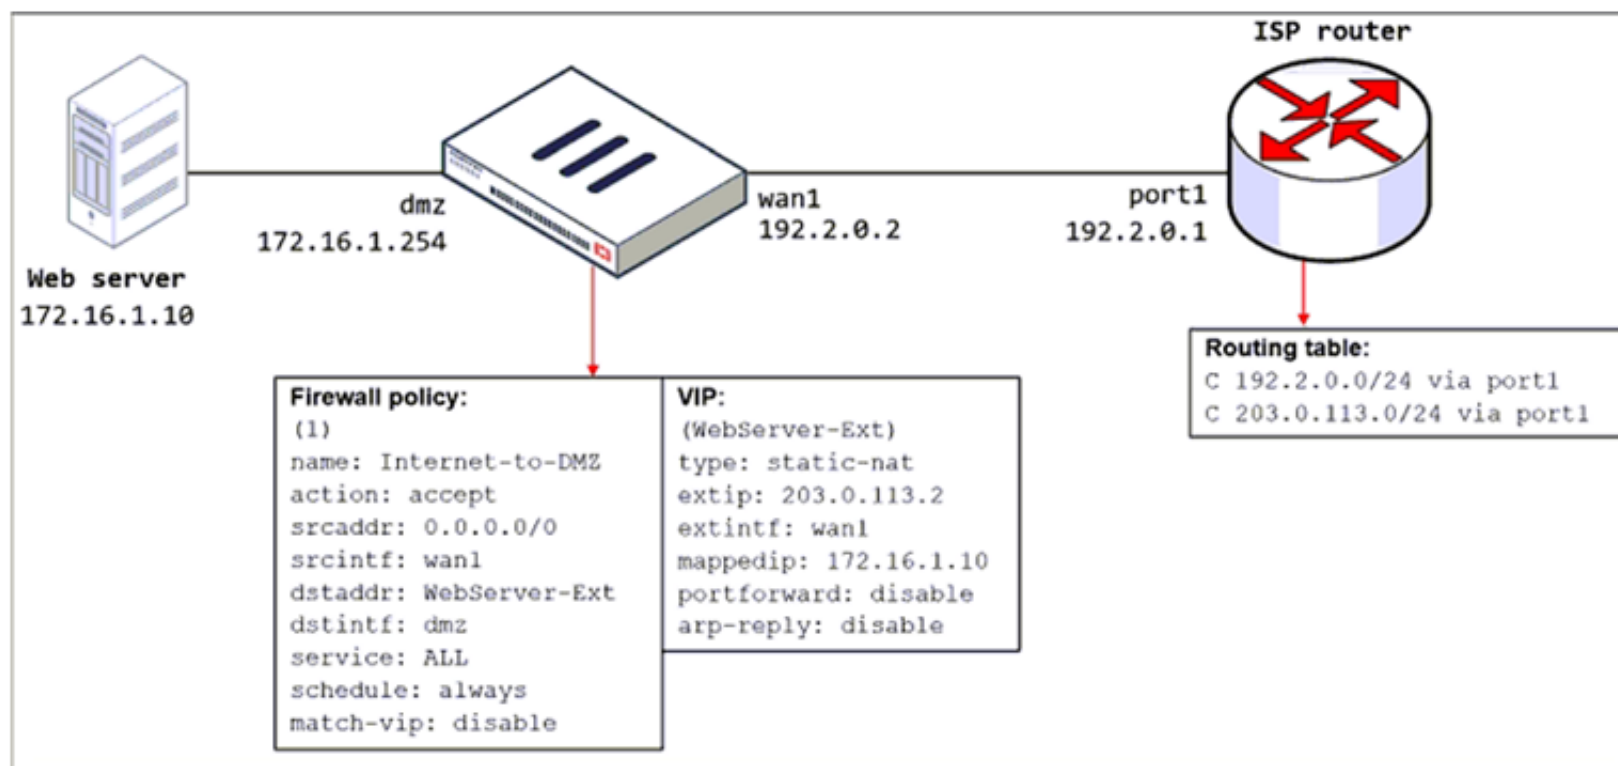 ISP router
dmz
172.16.1.254
wan1
192.2.0.2
port1
192.2.0.1
Web server
172.16.1.10
Routing table:
C 192.2.0.0/24 via port1
C 203.0.113.0/24 via port1
Firewall policy:
(1)
name: Internet-to-DMZ
action: accept
srcaddr: 0.0.0.0/0
srcintf: wan1
dstaddr: WebServer-Ext
dstintf: dmz
service: ALL
schedule: always
match-vip: disable
VIP:
(WebServer-Ext)
type: static-nat
extip: 203.0.113.2
extintf: wan1
mappedip: 172.16.1.10
portforward: disable
arp-reply: disable